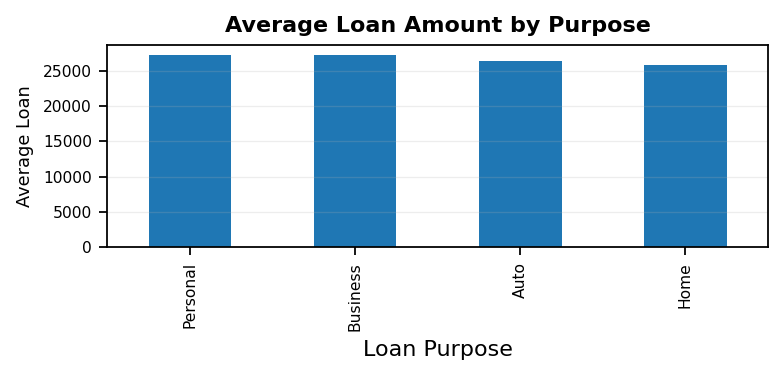 Average Loan Amount by Purpose
Average Loan
25000
20000
15000
10000
5000
0
Personal
Business
Auto
Home
Loan Purpose